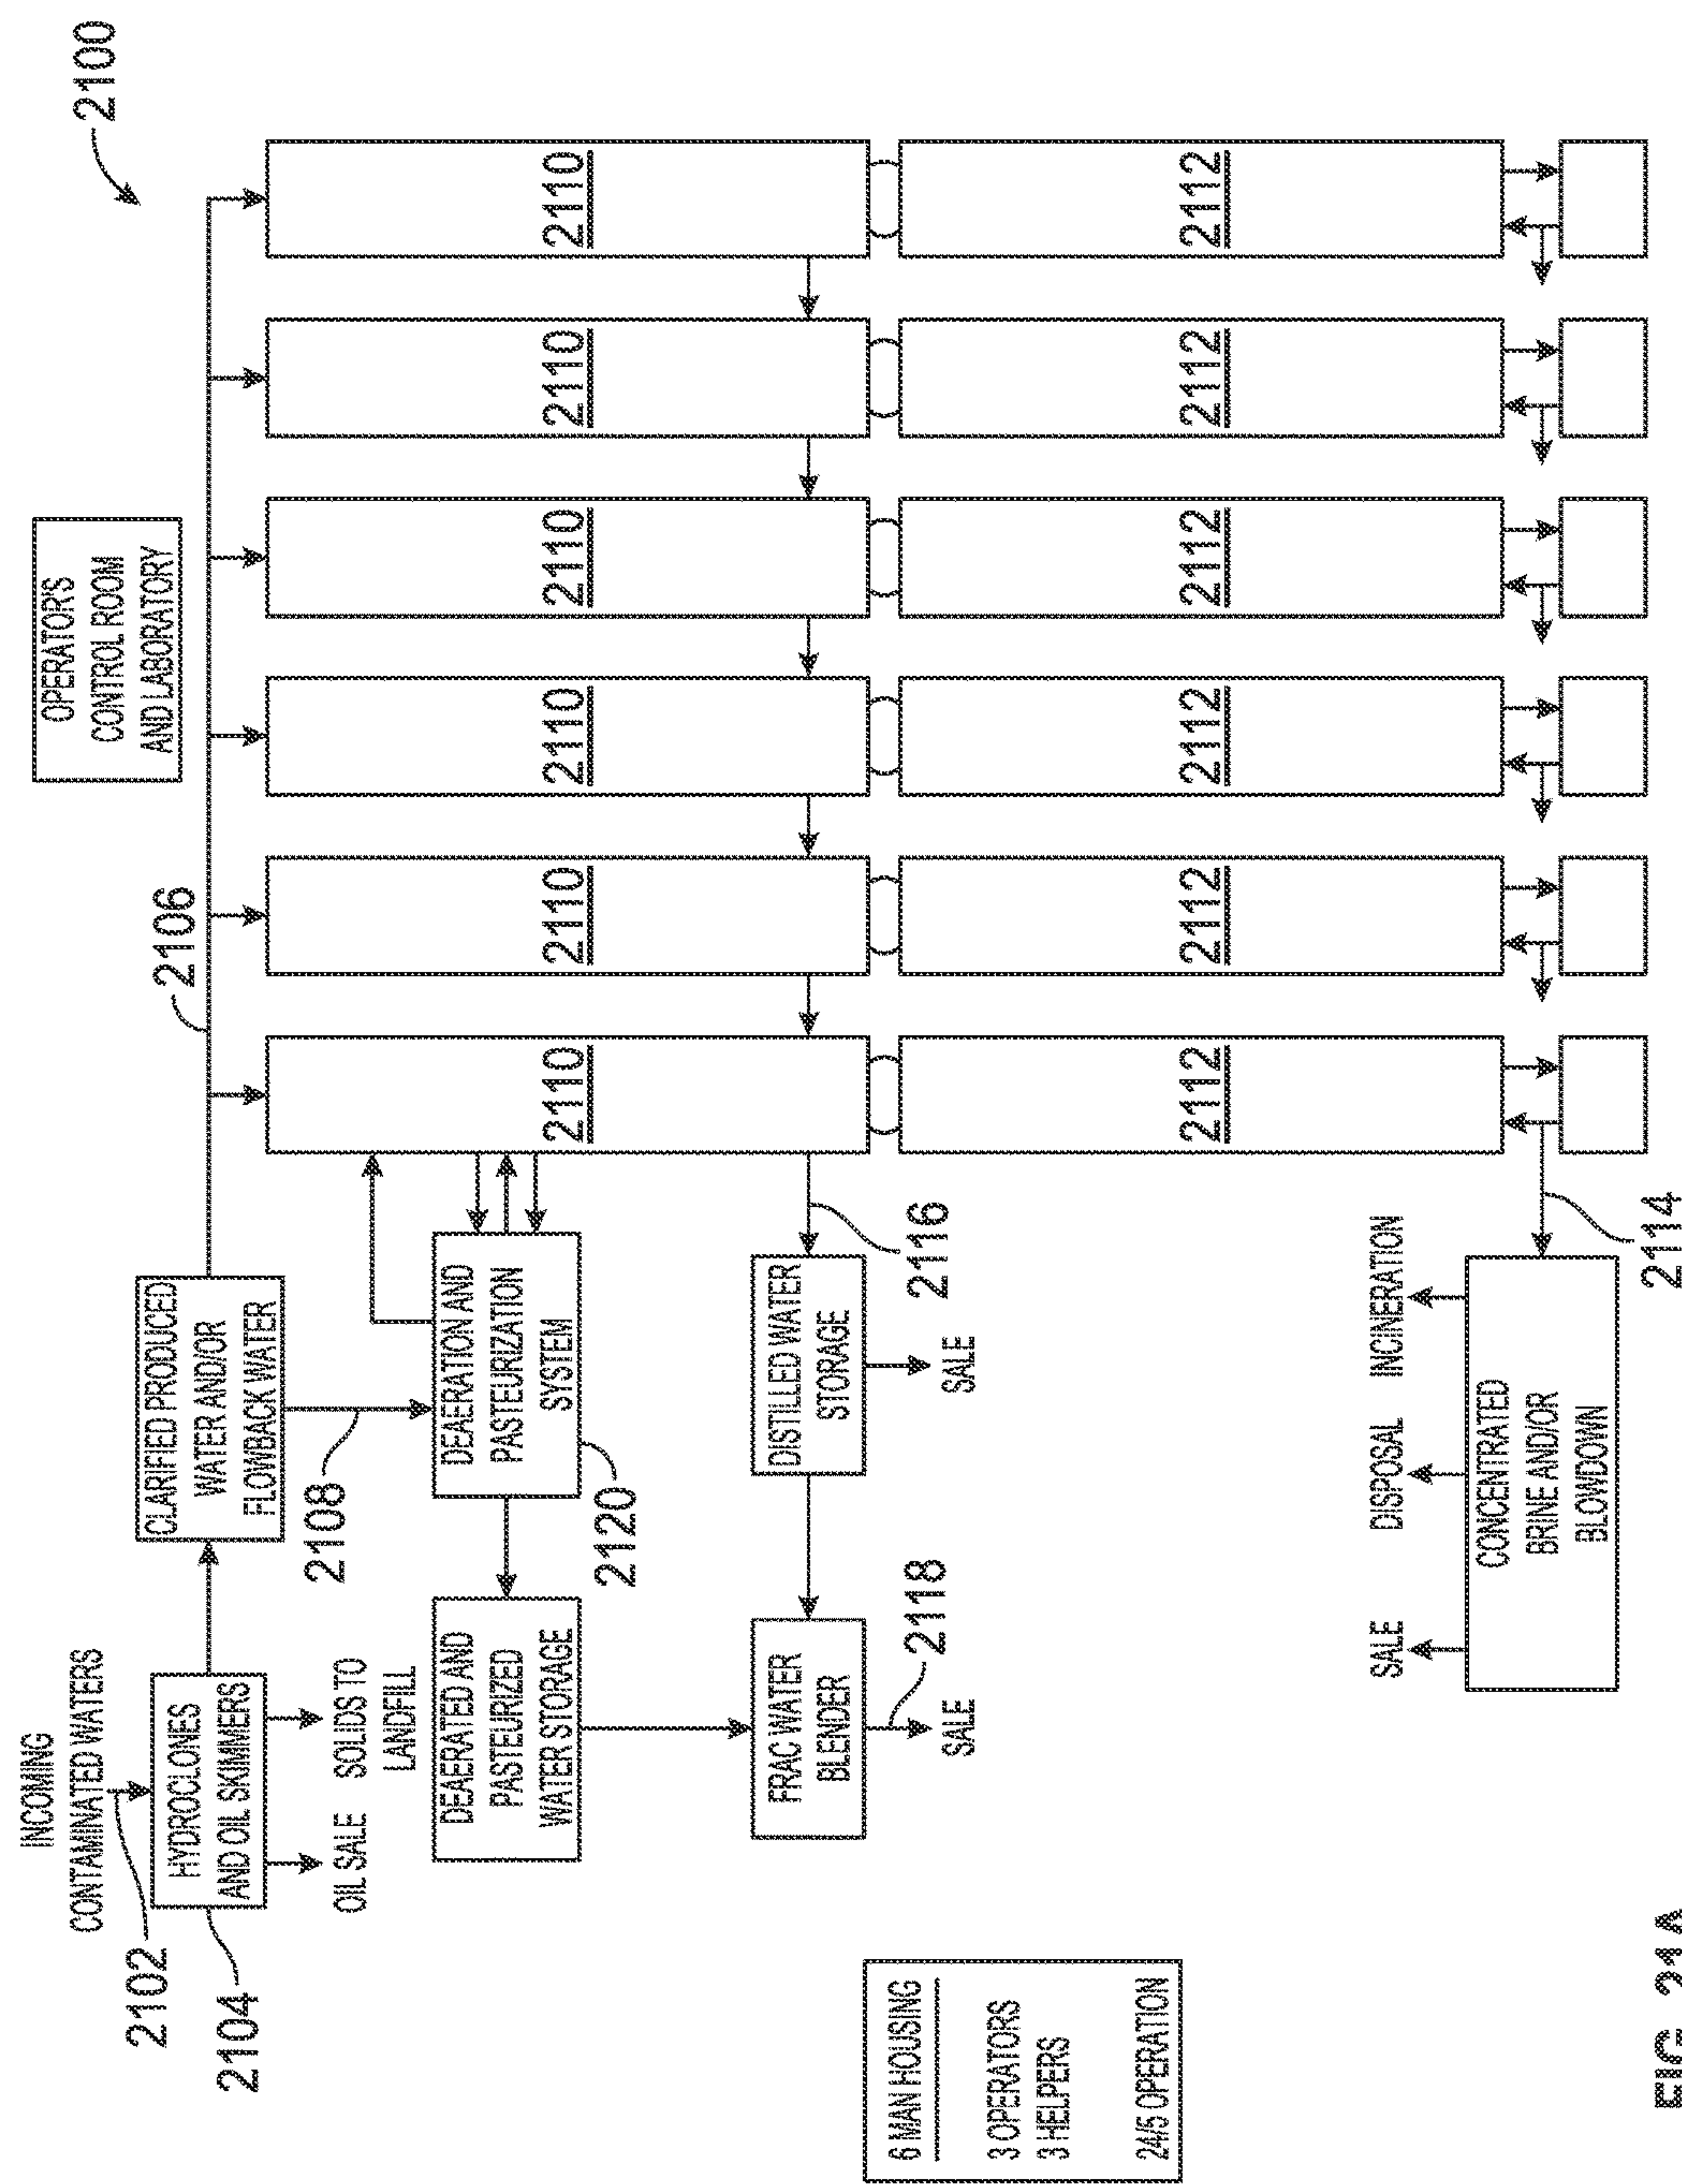 2100
OPERATOR'S
CONTROL ROOM
AND LABORATORY
2106
INCOMING
CONTAMINATED WATERS
2102
HYDROCLONES
AND OIL SKIMMERS
2104
OIL SALE
SOLIDS TO
LANDFILL
CLARIFIED PRODUCED
WATER AND/OR
FLOWBACK WATER
2108
DEAERATION AND
PASTEURIZATION
SYSTEM
2120
DEAERATED AND
PASTEURIZED
WATER STORAGE
FRAC WATER
BLENDER
2118
SALE
DISTILLED WATER
STORAGE
2116
SALE
2110
2110
2110
2110
2110
2110
2112
2112
2112
2112
2112
2112
SALE
DISPOSAL
INCINERATION
CONCENTRATED
BRINE AND/OR
BLOWDOWN
2114
6 MAN HOUSING
3 OPERATORS
3 HELPERS
24/5 OPERATION
FIG. 21A